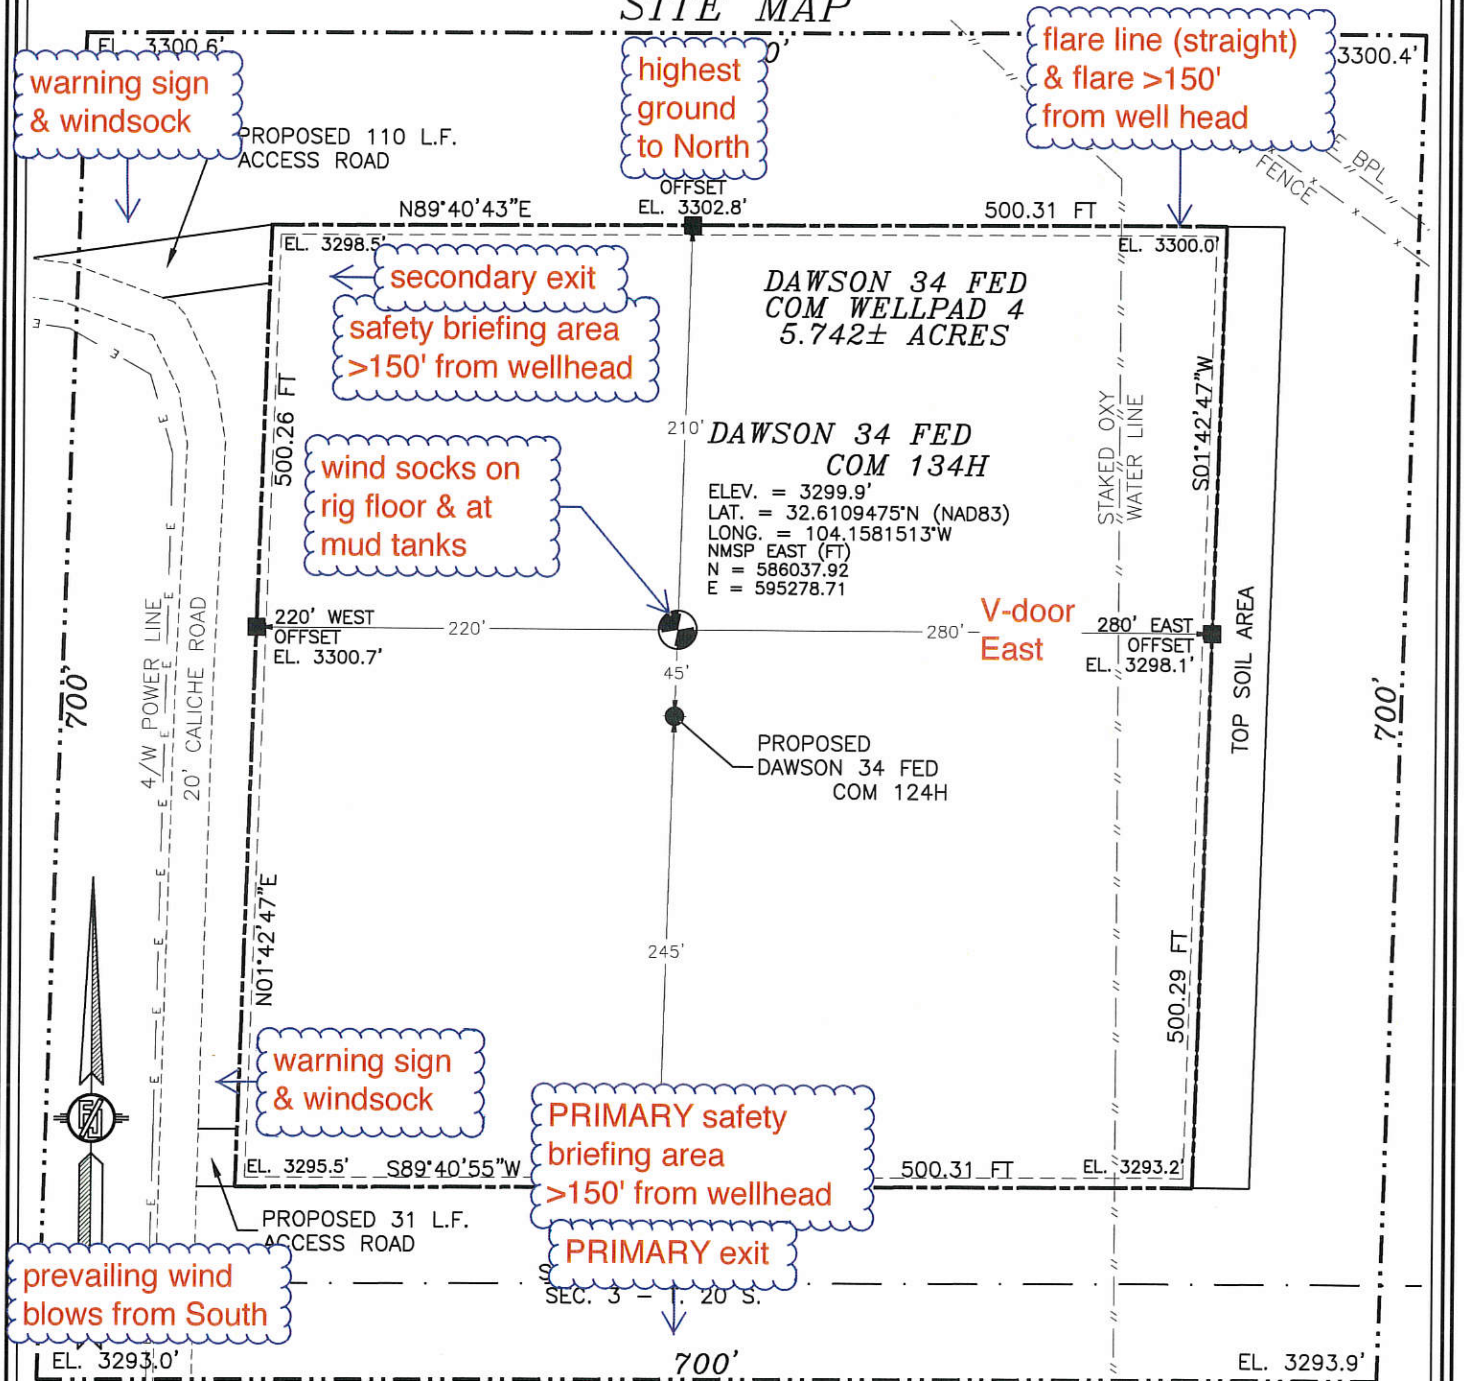 SITE MAP
EL. 3300.6'
0'
3300.4'
warning sign
& windsock
highest
ground
to North
flare line (straight)
& flare >150'
from well head
PROPOSED 110 L.F.
ACCESS ROAD
E BPL
FENCE
OFFSET
EL. 3302.8'
N89°40'43"E
500.31 FT
EL. 3298.5'
EL. 3300.0'
secondary exit
safety briefing area
>150' from wellhead
DAWSON 34 FED
COM WELLPAD 4
5.742± ACRES
500.26 FT
S01°42'47"W
210'
DAWSON 34 FED
COM 134H
STAKED OXY
WATER LINE
wind socks on
rig floor & at
mud tanks
ELEV. = 3299.9'
LAT. = 32.6109475°N (NAD83)
LONG. = 104.1581513°W
NMSP EAST (FT)
N = 586037.92
E = 595278.71
220' WEST
OFFSET
EL. 3300.7'
220'
280'
V-door
East
280' EAST
OFFSET
EL. 3298.1'
45'
4/W POWER LINE
20' CALICHE ROAD
TOP SOIL AREA
700'
700'
PROPOSED
DAWSON 34 FED
COM 124H
245'
N01°42'47"E
500.29 FT
warning sign
& windsock
PRIMARY safety
briefing area
>150' from wellhead
EL. 3295.5'
S89°40'55"W
500.31 FT
EL. 3293.2'
PROPOSED 31 L.F.
ACCESS ROAD
PRIMARY exit
prevailing wind
blows from South
SEC. 3 – . 20 S.
EL. 3293.0'
700'
EL. 3293.9'